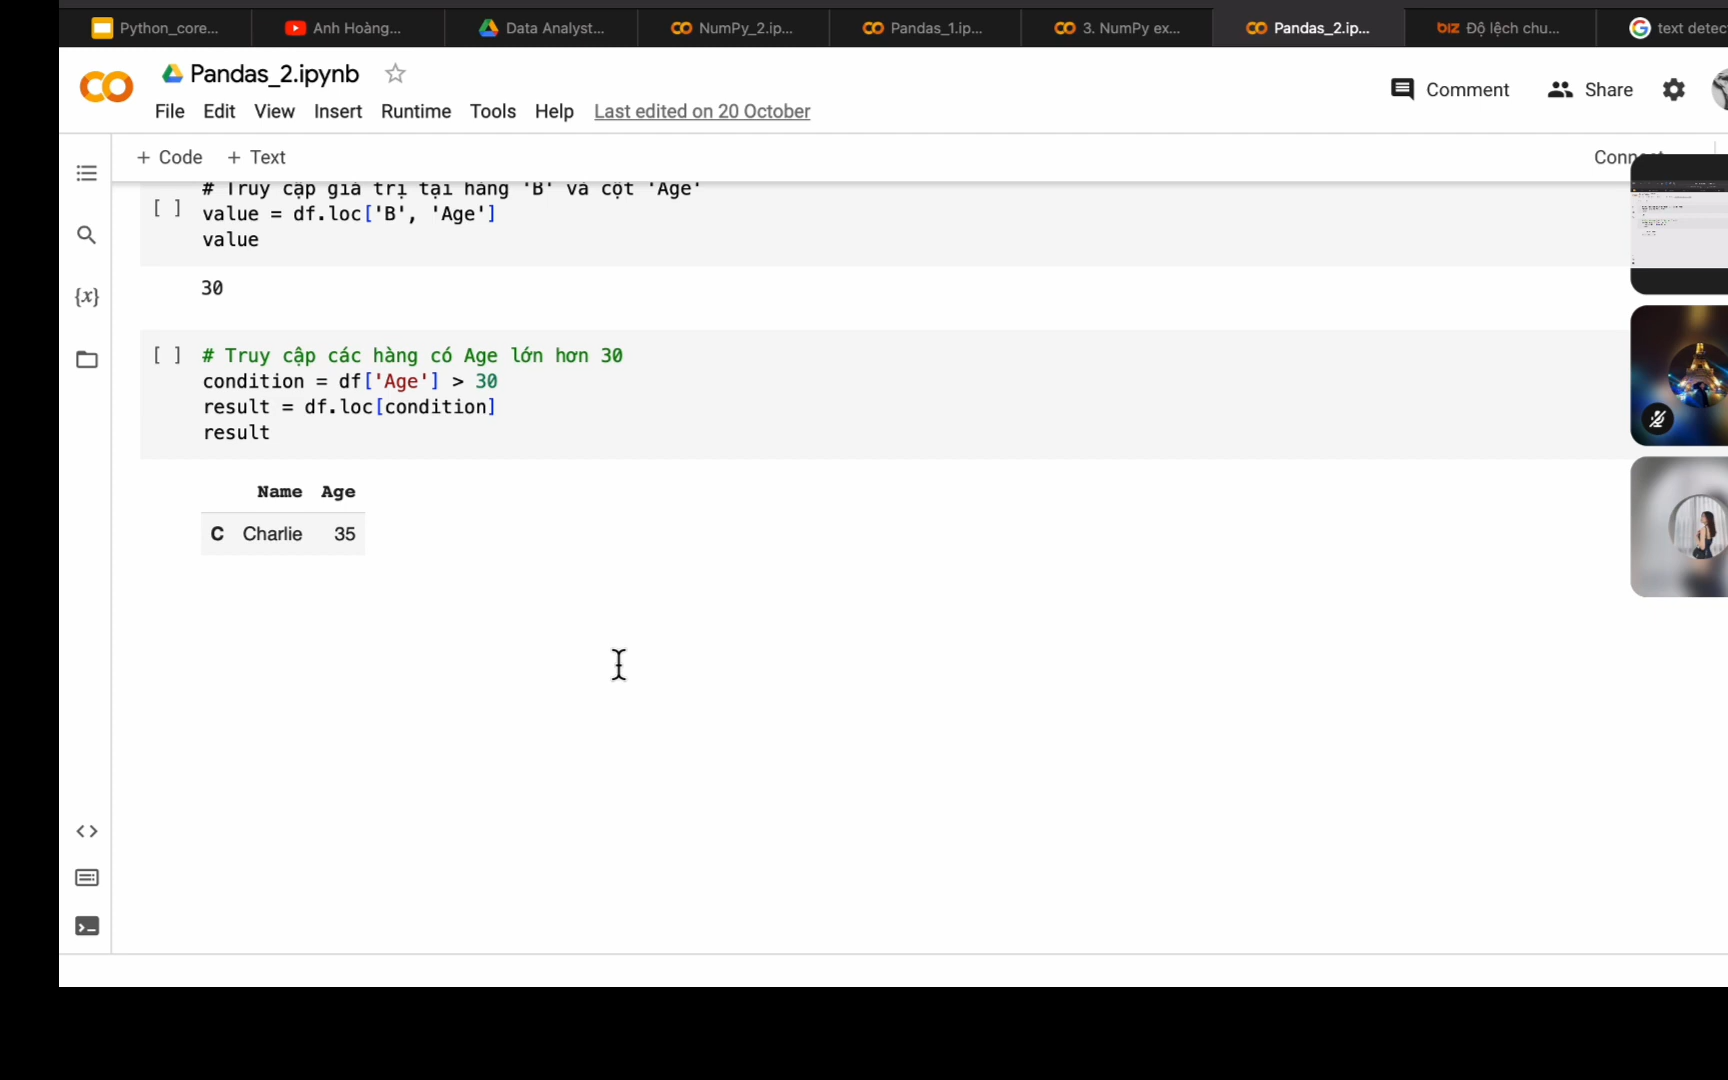 Python_core...
Anh Hoàng...
Data Analyst...
NumPy_2.ip...
Pandas_1.ip...
3. NumPy ex...
Pandas_2.ip...
BIZ Độ lệch chu...
text detec
Pandas_2.ipynb
Comment
Share
File Edit View Insert Runtime Tools Help Last edited on 20 October
+ Code + Text
# Truy cập giá trị tại hàng 'B' và cột 'Age'
[ ] value = df.loc['B', 'Age']
value
30
[ ] # Truy cập các hàng có Age lớn hơn 30
condition = df['Age'] > 30
result = df.loc[condition]
result
Name Age
C Charlie 35